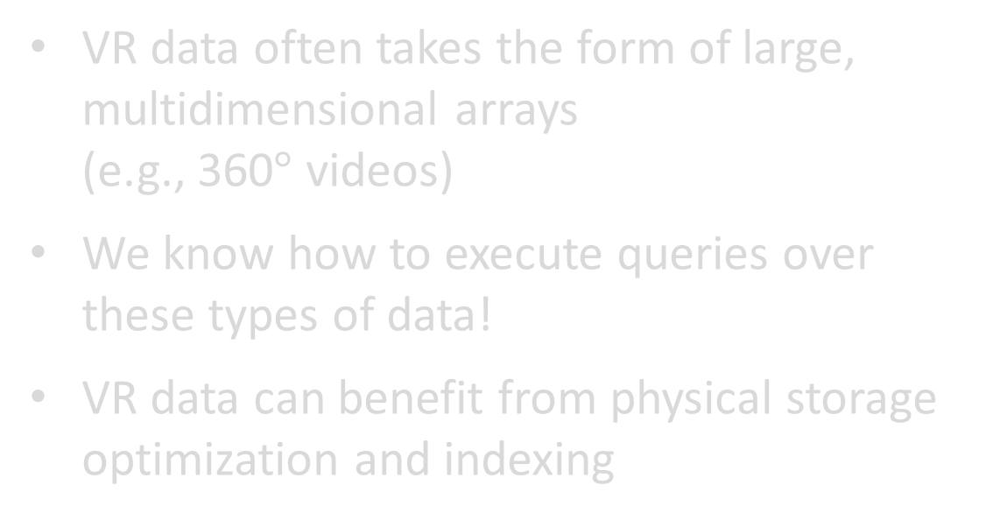 • VR data often takes the form of large,
multidimensional arrays
(e.g., 360° videos)
• We know how to execute queries over
these types of data!
• VR data can benefit from physical storage
optimization and indexing